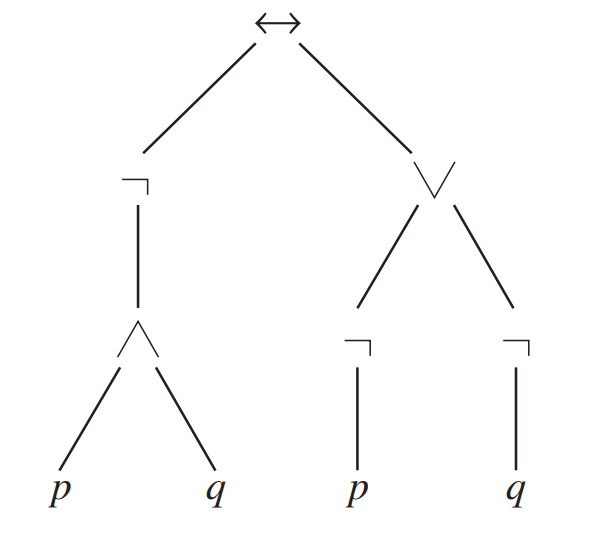 ↔
¬ ∨
∧ ¬ ¬
p q p q